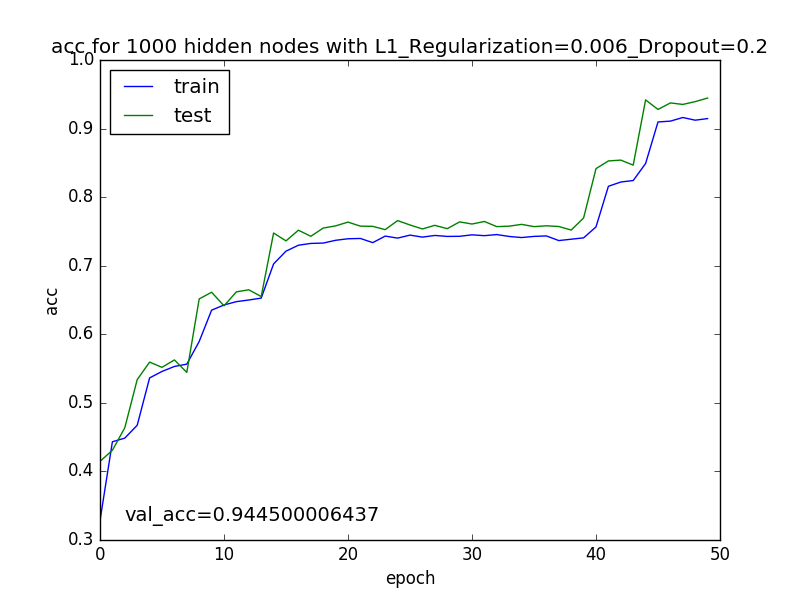 acc for 1000 hidden nodes with L1_Regularization=0.006_Dropout=0.2
1.0
0.9
0.8
0.7
0.6
0.5
0.4
0.3
acc
train
test
val_acc=0.944500006437
0 10 20 30 40 50
epoch